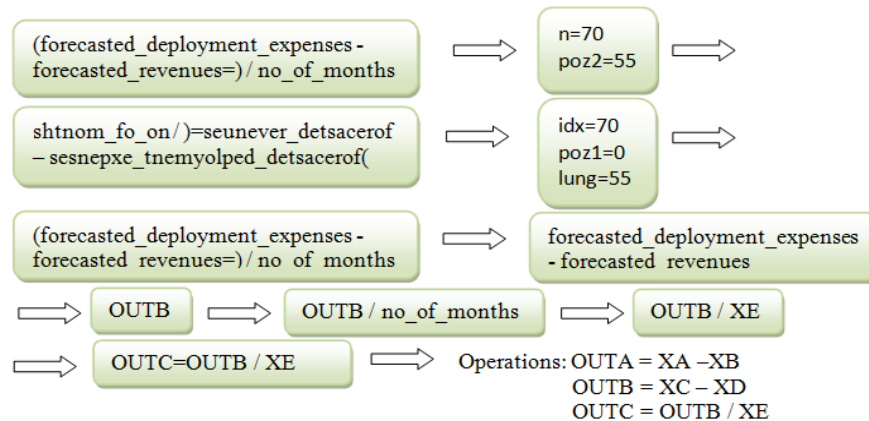 (forecasted_deployment_expenses -
forecasted_revenues=) / no_of_months
n=70
poz2=55
shtnom_fo_on/ )=seunever_detsacerof
– sesnepxe_tnemyolped_detsacerof(
idx=70
poz1=0
lung=55
(forecasted_deployment_expenses -
forecasted_revenues=) / no_of_months
forecasted_deployment_expenses
- forecasted_revenues
OUTB
OUTB / no_of_months
OUTB / XE
OUTC=OUTB / XE
Operations: OUTA = XA –XB
OUTB = XC – XD
OUTC = OUTB / XE